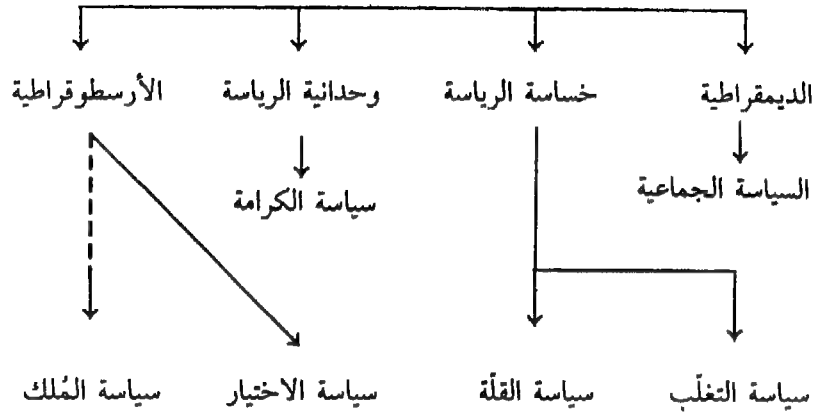 الديمقراطية خساسة الرياسة وحدانية الرياسة الأرسطوقراطية
السياسة الجماعية سياسة الكرامة
سياسة التغلّب سياسة القلّة سياسة الاختيار سياسة المُلك